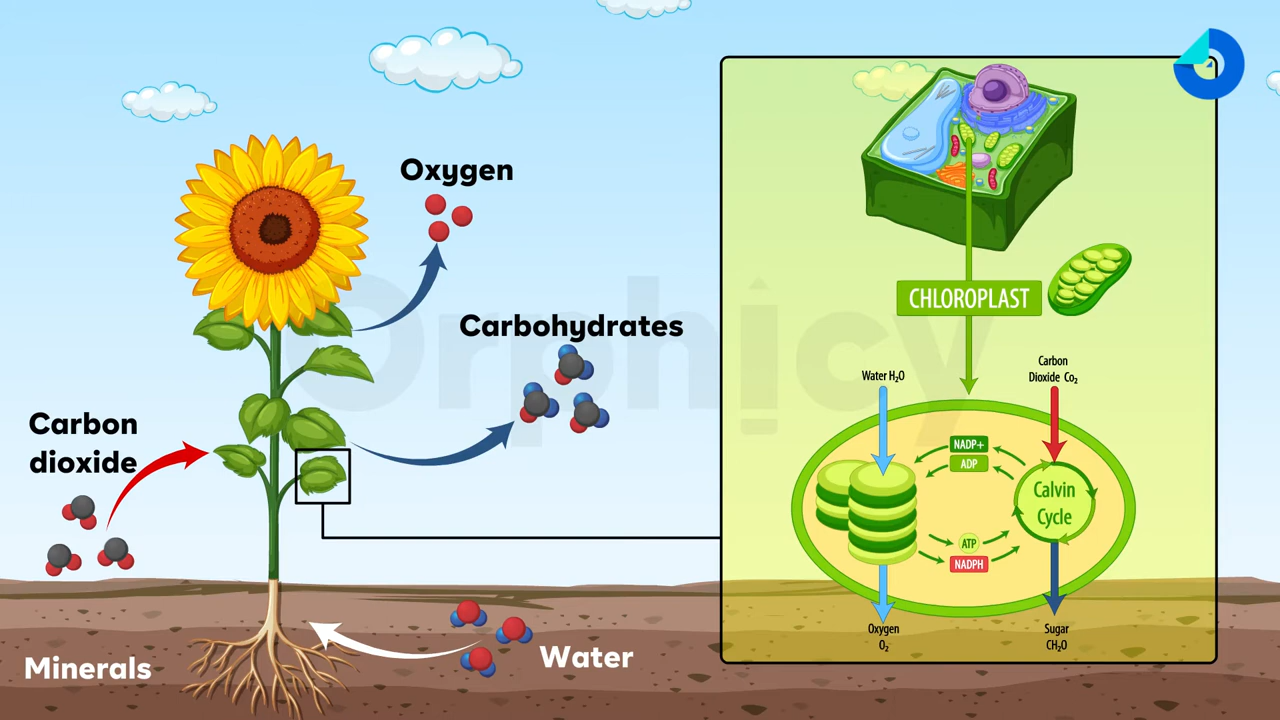 Oxygen
Carbohydrates
Carbon
dioxide
Minerals
Water
Orphicy
CHLOROPLAST
Water H₂O
Carbon
Dioxide Co₂
NADP+
ADP
Calvin
Cycle
ATP
NADPH
Oxygen
O₂
Sugar
CH₂O